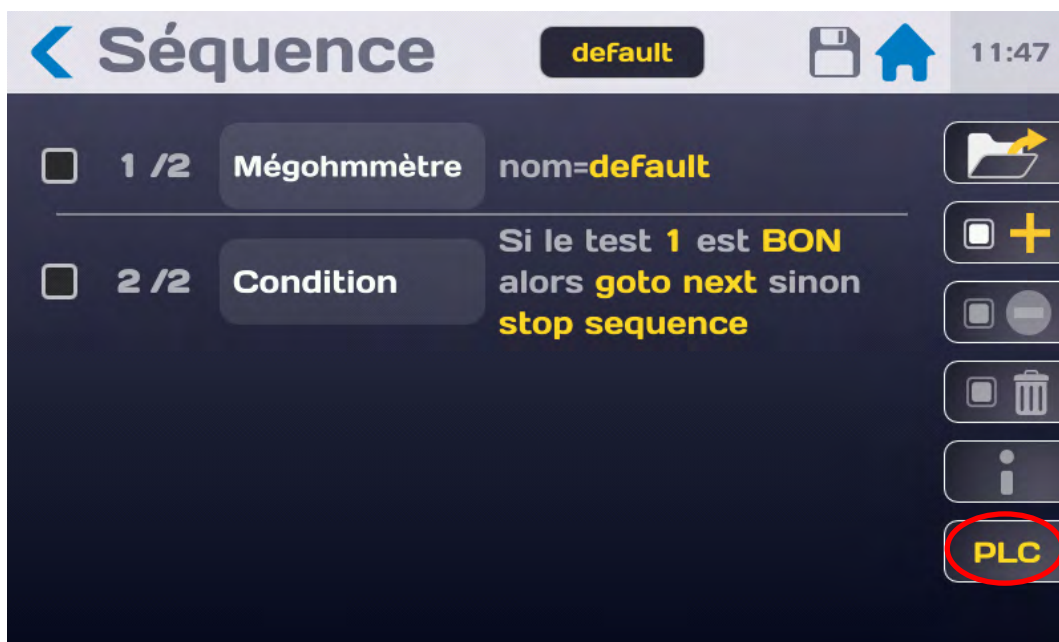 Séquence default 11:47
1 /2 Mégohmmètre nom=default
Si le test 1 est BON
2 /2 Condition alors goto next sinon
stop sequence
PLC